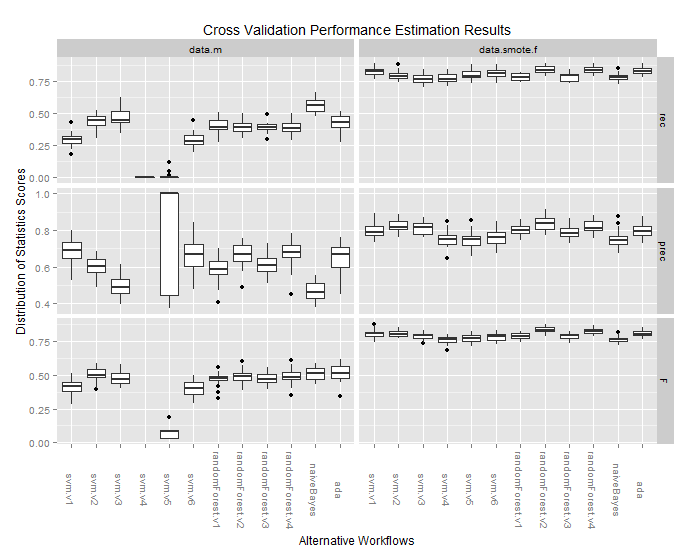 Cross Validation Performance Estimation Results
data.m
data.smote.f
Distribution of Statistics Scores
0.75
0.50
0.25
0.00
rec
1.0
0.8
0.6
0.4
prec
0.75
0.50
0.25
0.00
F
svm.v1
svm.v2
svm.v3
svm.v4
svm.v5
svm.v6
randomForest.v1
randomForest.v2
randomForest.v3
randomForest.v4
naiveBayes
ada
svm.v1
svm.v2
svm.v3
svm.v4
svm.v5
svm.v6
randomForest.v1
randomForest.v2
randomForest.v3
randomForest.v4
naiveBayes
ada
Alternative Workflows